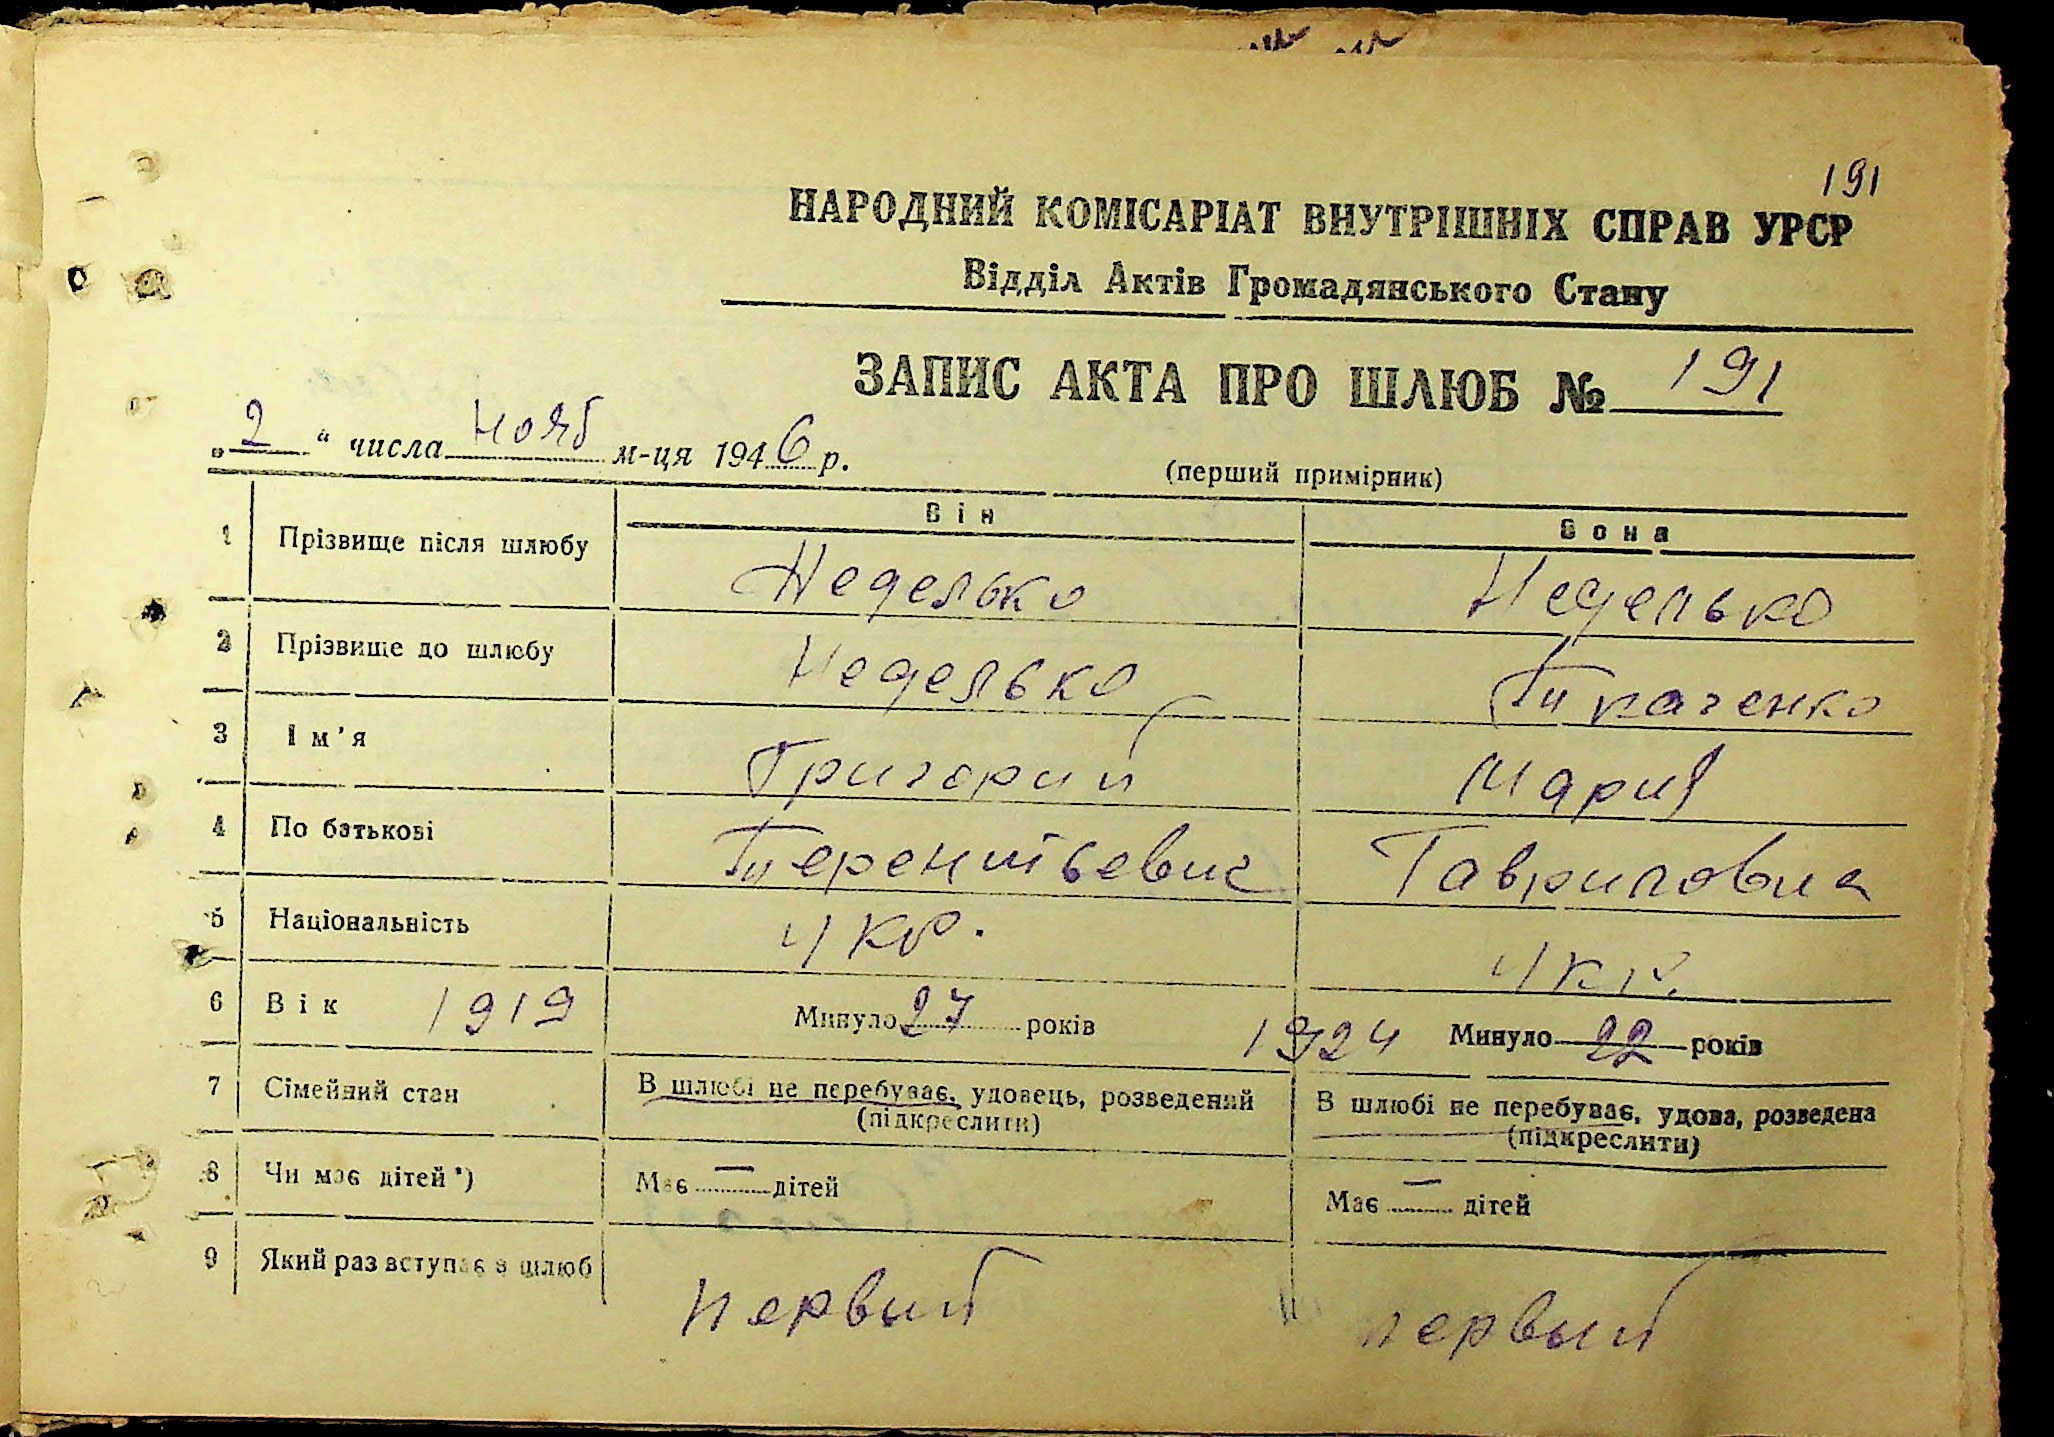 191
НАРОДНИЙ КОМІСАРІАТ ВНУТРІШНІХ СПРАВ УРСР
Відділ Актів Громадянського Стану
ЗАПИС АКТА ПРО ШЛЮБ № 191
„2“ числа нояб м-ця 1946 р.
(перший примірник)
Він Вона
1 Прізвище після шлюбу Неделько Неделько
2 Прізвище до шлюбу Неделько Ткаченко
3 Ім'я Григорий Мария
4 По батькові Терентьевич Гавриловна
5 Національність Укр. Укр.
6 Вік 1919 Минуло 27 років 1924 Минуло 22 років
7 Сімейний стан В шлюбі не перебуває, удовець, розведений В шлюбі не перебуває, удова, розведена
(підкреслити) (підкреслити)
8 Чи має дітей*) Має — дітей Має — дітей
9 Який раз вступає в шлюб первий первый